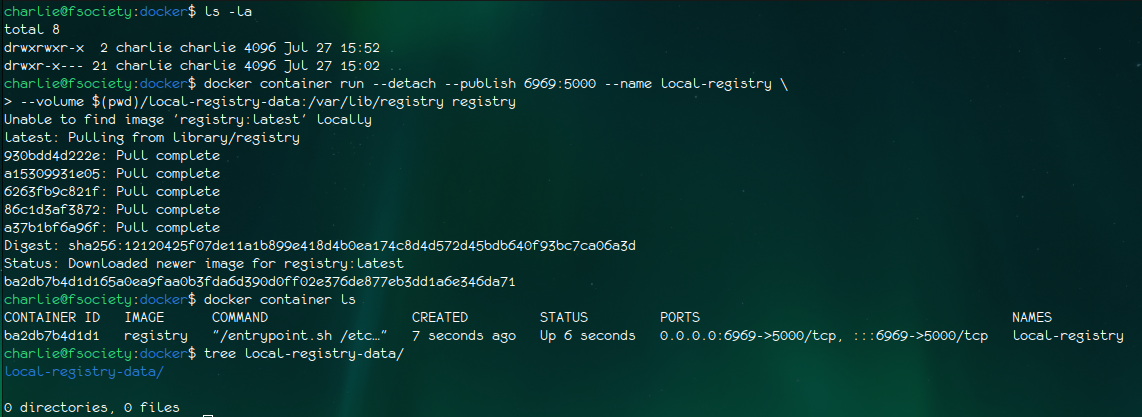 charlie@fsociety:docker$ ls -la
total 8
drwxrwxr-x  2 charlie charlie 4096 Jul 27 15:52 .
drwxr-x--- 21 charlie charlie 4096 Jul 27 15:02 ..
charlie@fsociety:docker$ docker container run --detach --publish 6969:5000 --name local-registry \
> --volume $(pwd)/local-registry-data:/var/lib/registry registry
Unable to find image 'registry:latest' locally
latest: Pulling from library/registry
930bdd4d222e: Pull complete
a15309931e05: Pull complete
6263fb9c821f: Pull complete
86c1d3af3872: Pull complete
a37b1bf6a96f: Pull complete
Digest: sha256:12120425f07de11a1b899e418d4b0ea174c8d4d572d45bdb640f93bc7ca06a3d
Status: Downloaded newer image for registry:latest
ba2db7b4d1d165a0ea9faa0b3fda6d390d0ff02e376de877eb3dd1a6e346da71
charlie@fsociety:docker$ docker container ls
CONTAINER ID   IMAGE      COMMAND                  CREATED         STATUS         PORTS                                       NAMES
ba2db7b4d1d1   registry   "/entrypoint.sh /etc…"   7 seconds ago   Up 6 seconds   0.0.0.0:6969->5000/tcp, :::6969->5000/tcp   local-registry
charlie@fsociety:docker$ tree local-registry-data/
local-registry-data/

0 directories, 0 files